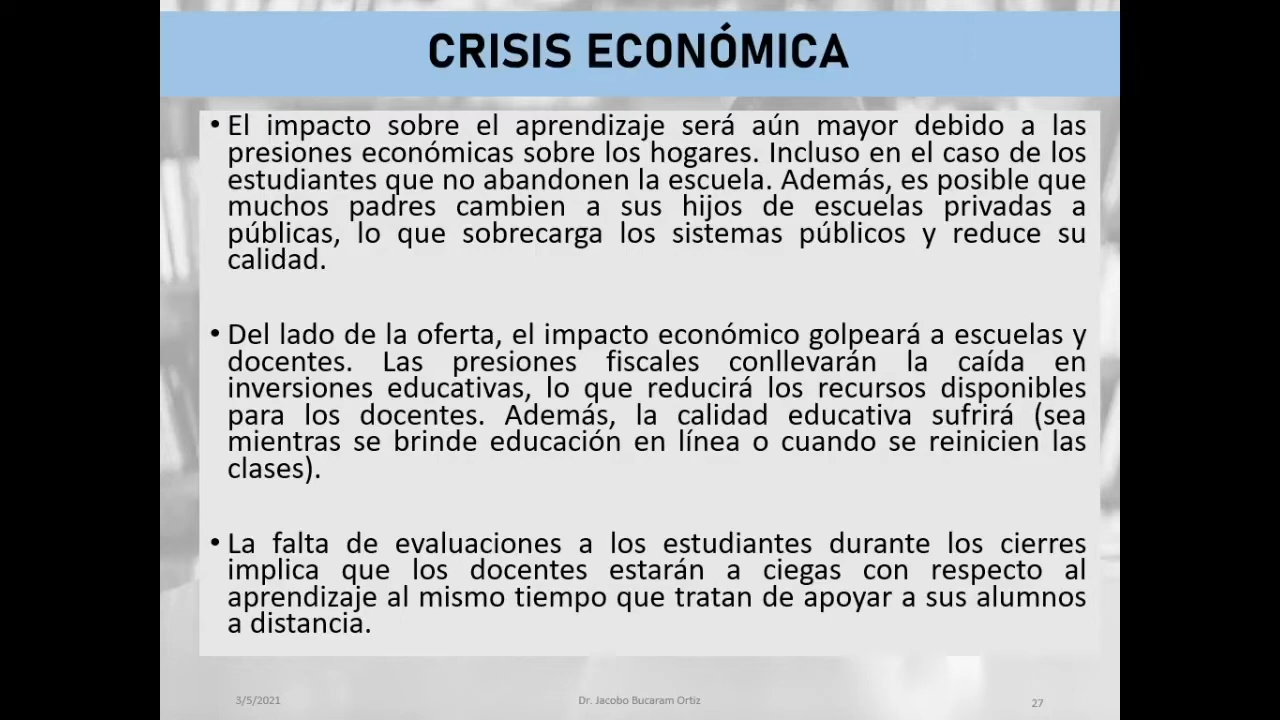 CRISIS ECONÓMICA
• El impacto sobre el aprendizaje será aún mayor debido a las
presiones económicas sobre los hogares. Incluso en el caso de los
estudiantes que no abandonen la escuela. Además, es posible que
muchos padres cambien a sus hijos de escuelas privadas a
públicas, lo que sobrecarga los sistemas públicos y reduce su
calidad.
• Del lado de la oferta, el impacto económico golpeará a escuelas y
docentes. Las presiones fiscales conllevarán la caída en
inversiones educativas, lo que reducirá los recursos disponibles
para los docentes. Además, la calidad educativa sufrirá (sea
mientras se brinde educación en línea o cuando se reinicien las
clases).
• La falta de evaluaciones a los estudiantes durante los cierres
implica que los docentes estarán a ciegas con respecto al
aprendizaje al mismo tiempo que tratan de apoyar a sus alumnos
a distancia.
3/5/2021
Dr. Jacobo Bucaram Ortiz
27